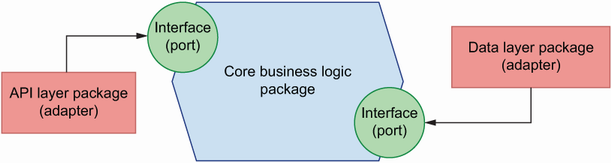 Interface
(port)
API layer package
(adapter)
Core business logic
package
Data layer package
(adapter)
Interface
(port)